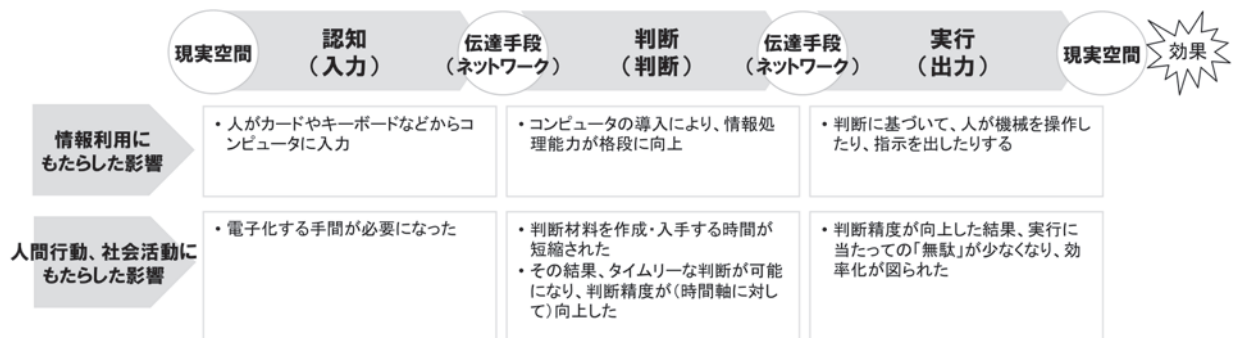 現実空間
認知
（入力）
伝達手段
（ネットワーク）
判断
（判断）
伝達手段
（ネットワーク）
実行
（出力）
現実空間
効果
情報利用に
もたらした影響
・人がカードやキーボードなどからコ
ンピュータに入力
・コンピュータの導入により、情報処
理能力が格段に向上
・判断に基づいて、人が機械を操作し
たり、指示を出したりする
人間行動、社会活動に
もたらした影響
・電子化する手間が必要になった
・判断材料を作成・入手する時間が
短縮された
・その結果、タイムリーな判断が可能
になり、判断精度が（時間軸に対し
て）向上した
・判断精度が向上した結果、実行に
当たっての「無駄」が少なくなり、効
率化が図られた